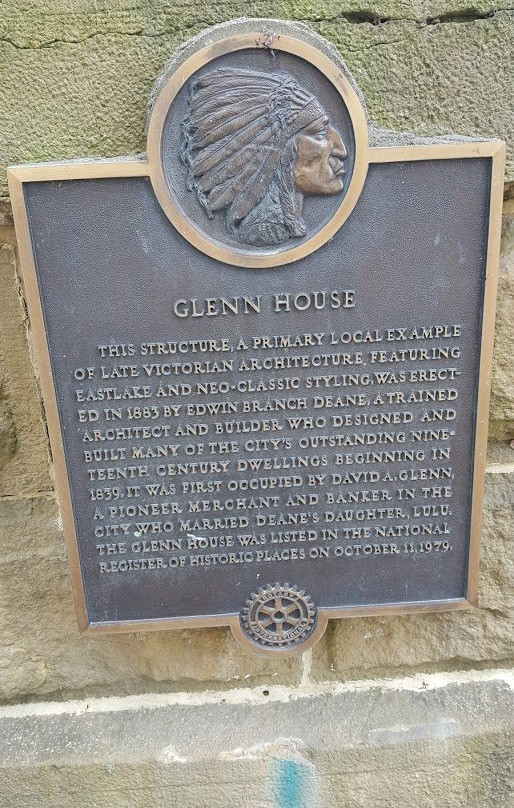 GLENN HOUSE
THIS STRUCTURE, A PRIMARY LOCAL EXAMPLE
OF LATE VICTORIAN ARCHITECTURE FEATURING
EASTLAKE AND NEO-CLASSIC STYLING, WAS ERECT-
ED IN 1883 BY EDWIN BRANCH DEANE, A TRAINED
ARCHITECT AND BUILDER WHO DESIGNED AND
BUILT MANY OF THE CITY'S OUTSTANDING NINE-
TEENTH CENTURY DWELLINGS BEGINNING IN
1839. IT WAS FIRST OCCUPIED BY DAVID A. GLENN,
A PIONEER MERCHANT AND BANKER IN THE
CITY, WHO MARRIED DEANE'S DAUGHTER, LULU.
THE GLENN HOUSE WAS LISTED IN THE NATIONAL
REGISTER OF HISTORIC PLACES ON OCTOBER 11, 1979.
ROTARY
INTERNATIONAL